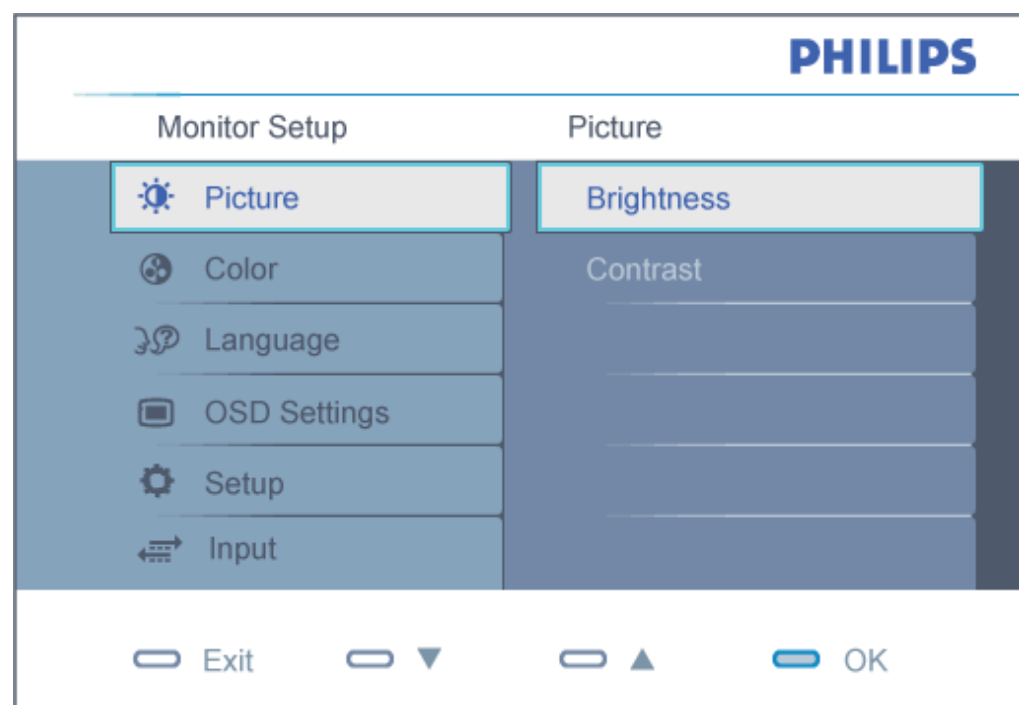 PHILIPS
Monitor Setup Picture
Picture Brightness
Color Contrast
Language
OSD Settings
Setup
Input
Exit ▼ ▲ OK